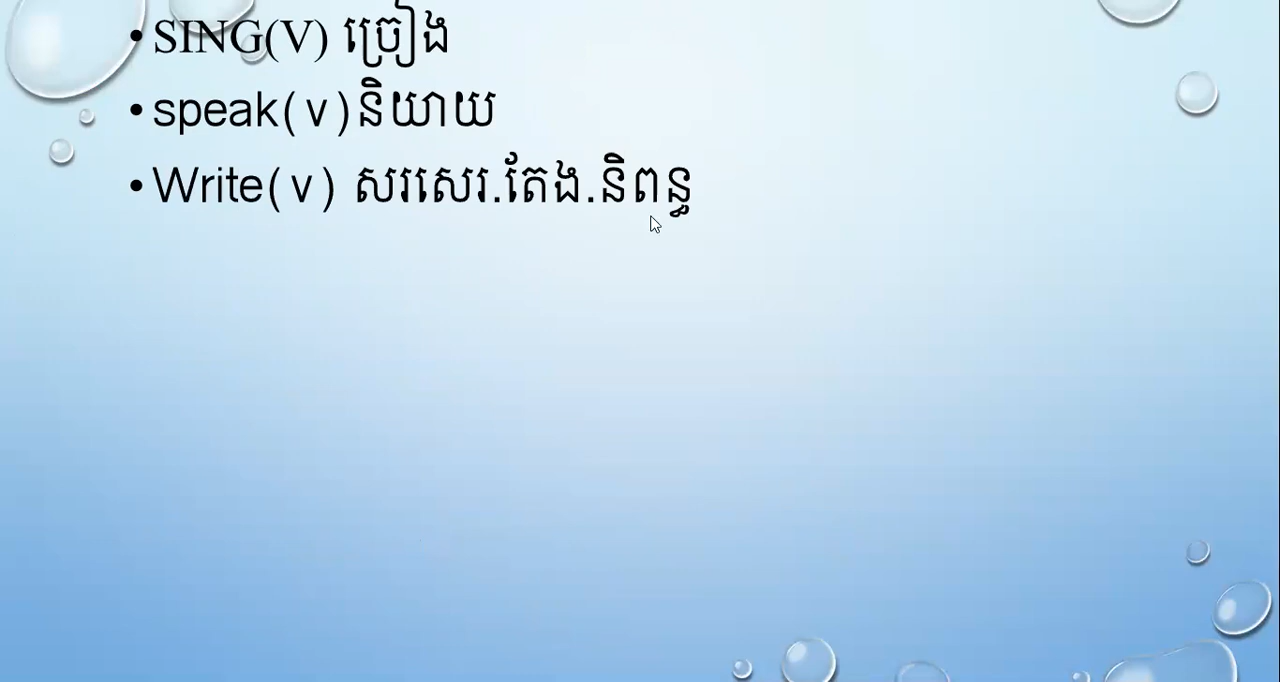 • SING(V) ច្រៀង
• speak(v)និយាយ
• Write(v) សរសេរ.តែង.និពន្ធ